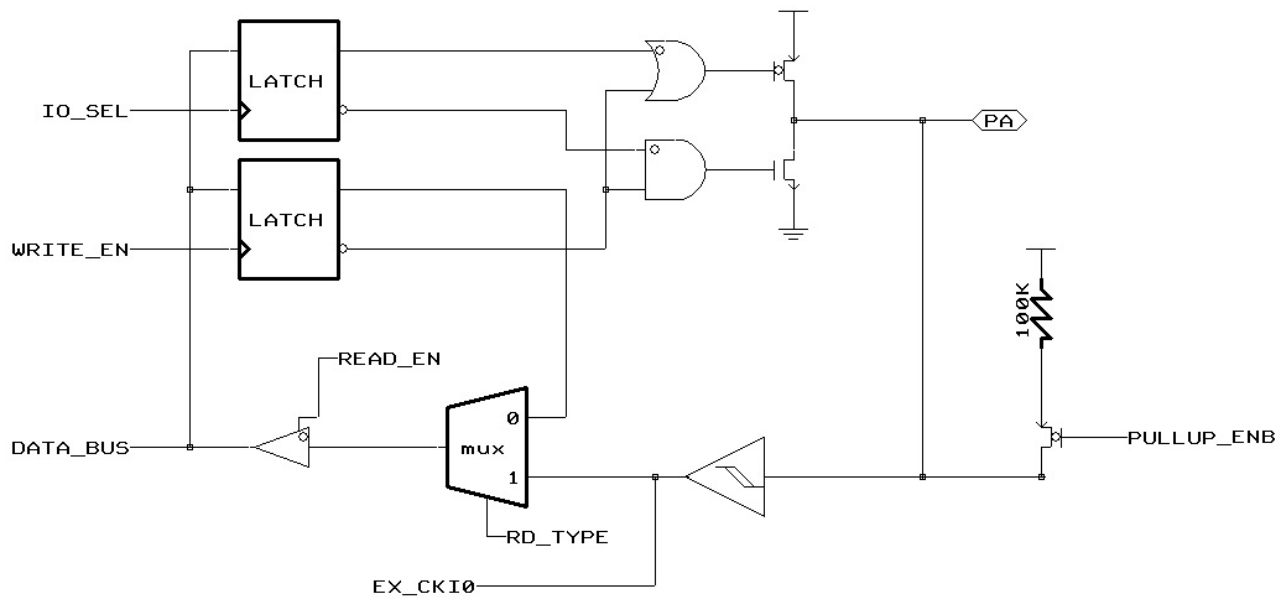 LATCH
IO_SEL
PA
LATCH
WRITE_EN
100K
READ_EN
0
DATA_BUS
mux
PULLUP_ENB
1
RD_TYPE
EX_CKI0